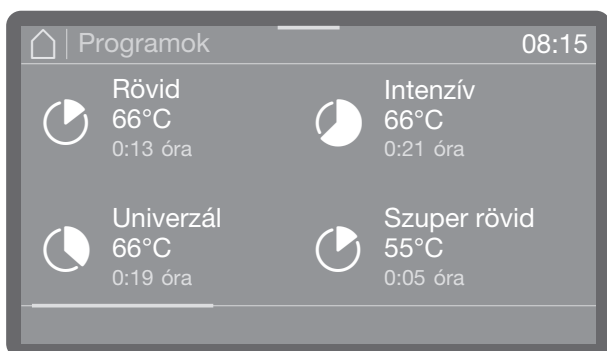 Programok 08:15
Rövid
66°C
0:13 óra
Intenzív
66°C
0:21 óra
Univerzál
66°C
0:19 óra
Szuper rövid
55°C
0:05 óra